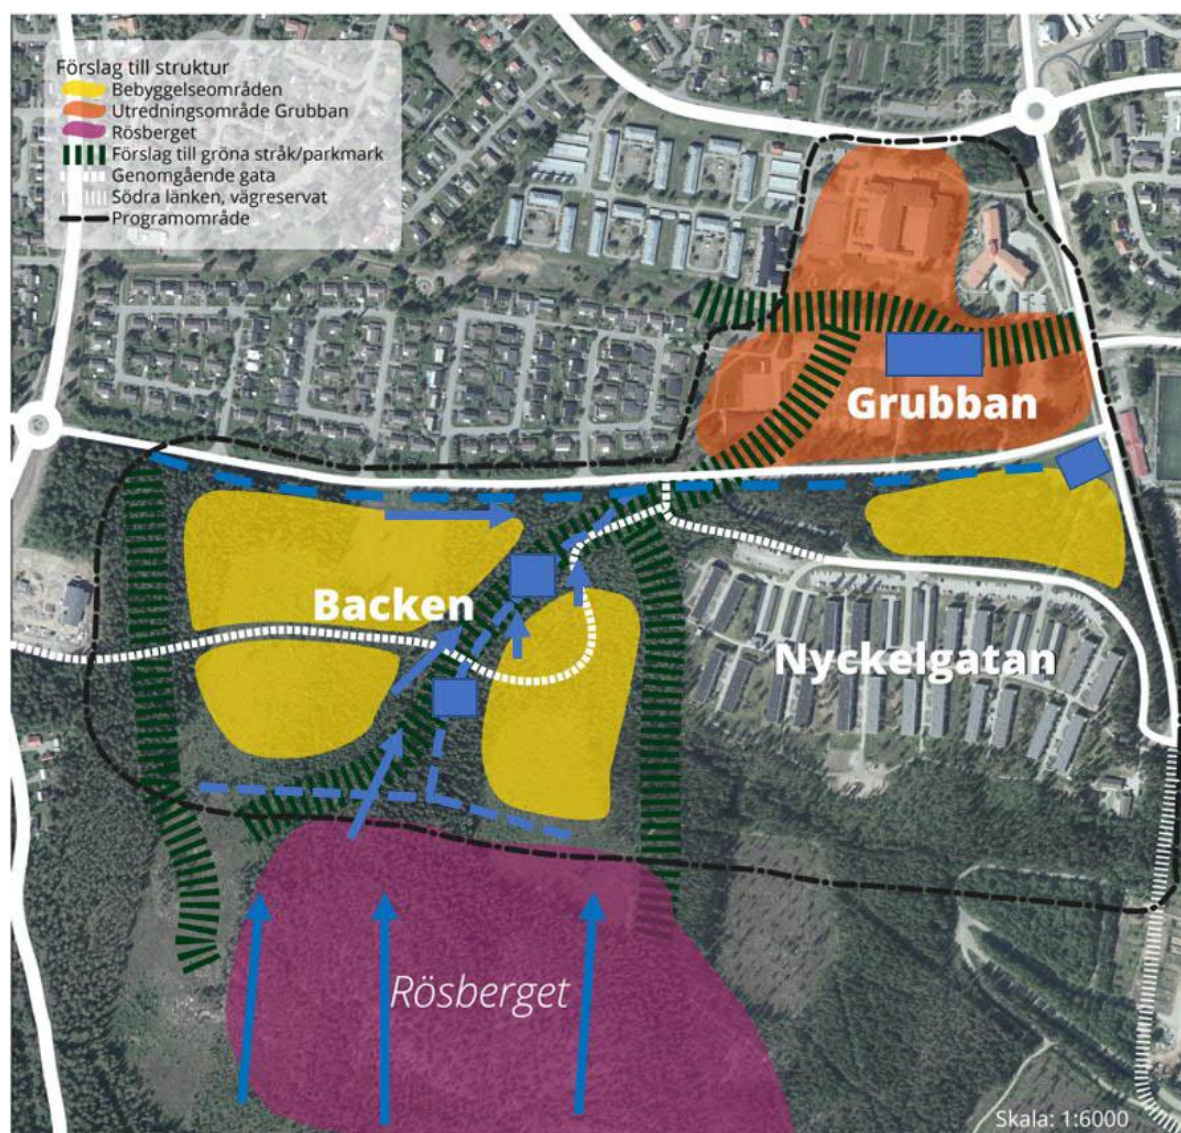 Förslag till struktur
Bebyggelseområden
Utredningsområde Grubban
Rösberget
Förslag till gröna stråk/parkmark
Genomgående gata
Södra länken, vägreservat
Programområde
Grubban
Backen
Nyckelgatan
Rösberget
Skala: 1:6000